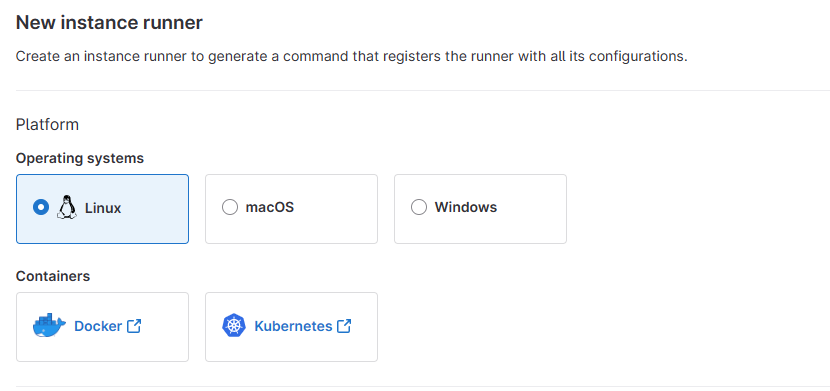 New instance runner
Create an instance runner to generate a command that registers the runner with all its configurations.
Platform
Operating systems
Linux
macOS
Windows
Containers
Docker
Kubernetes